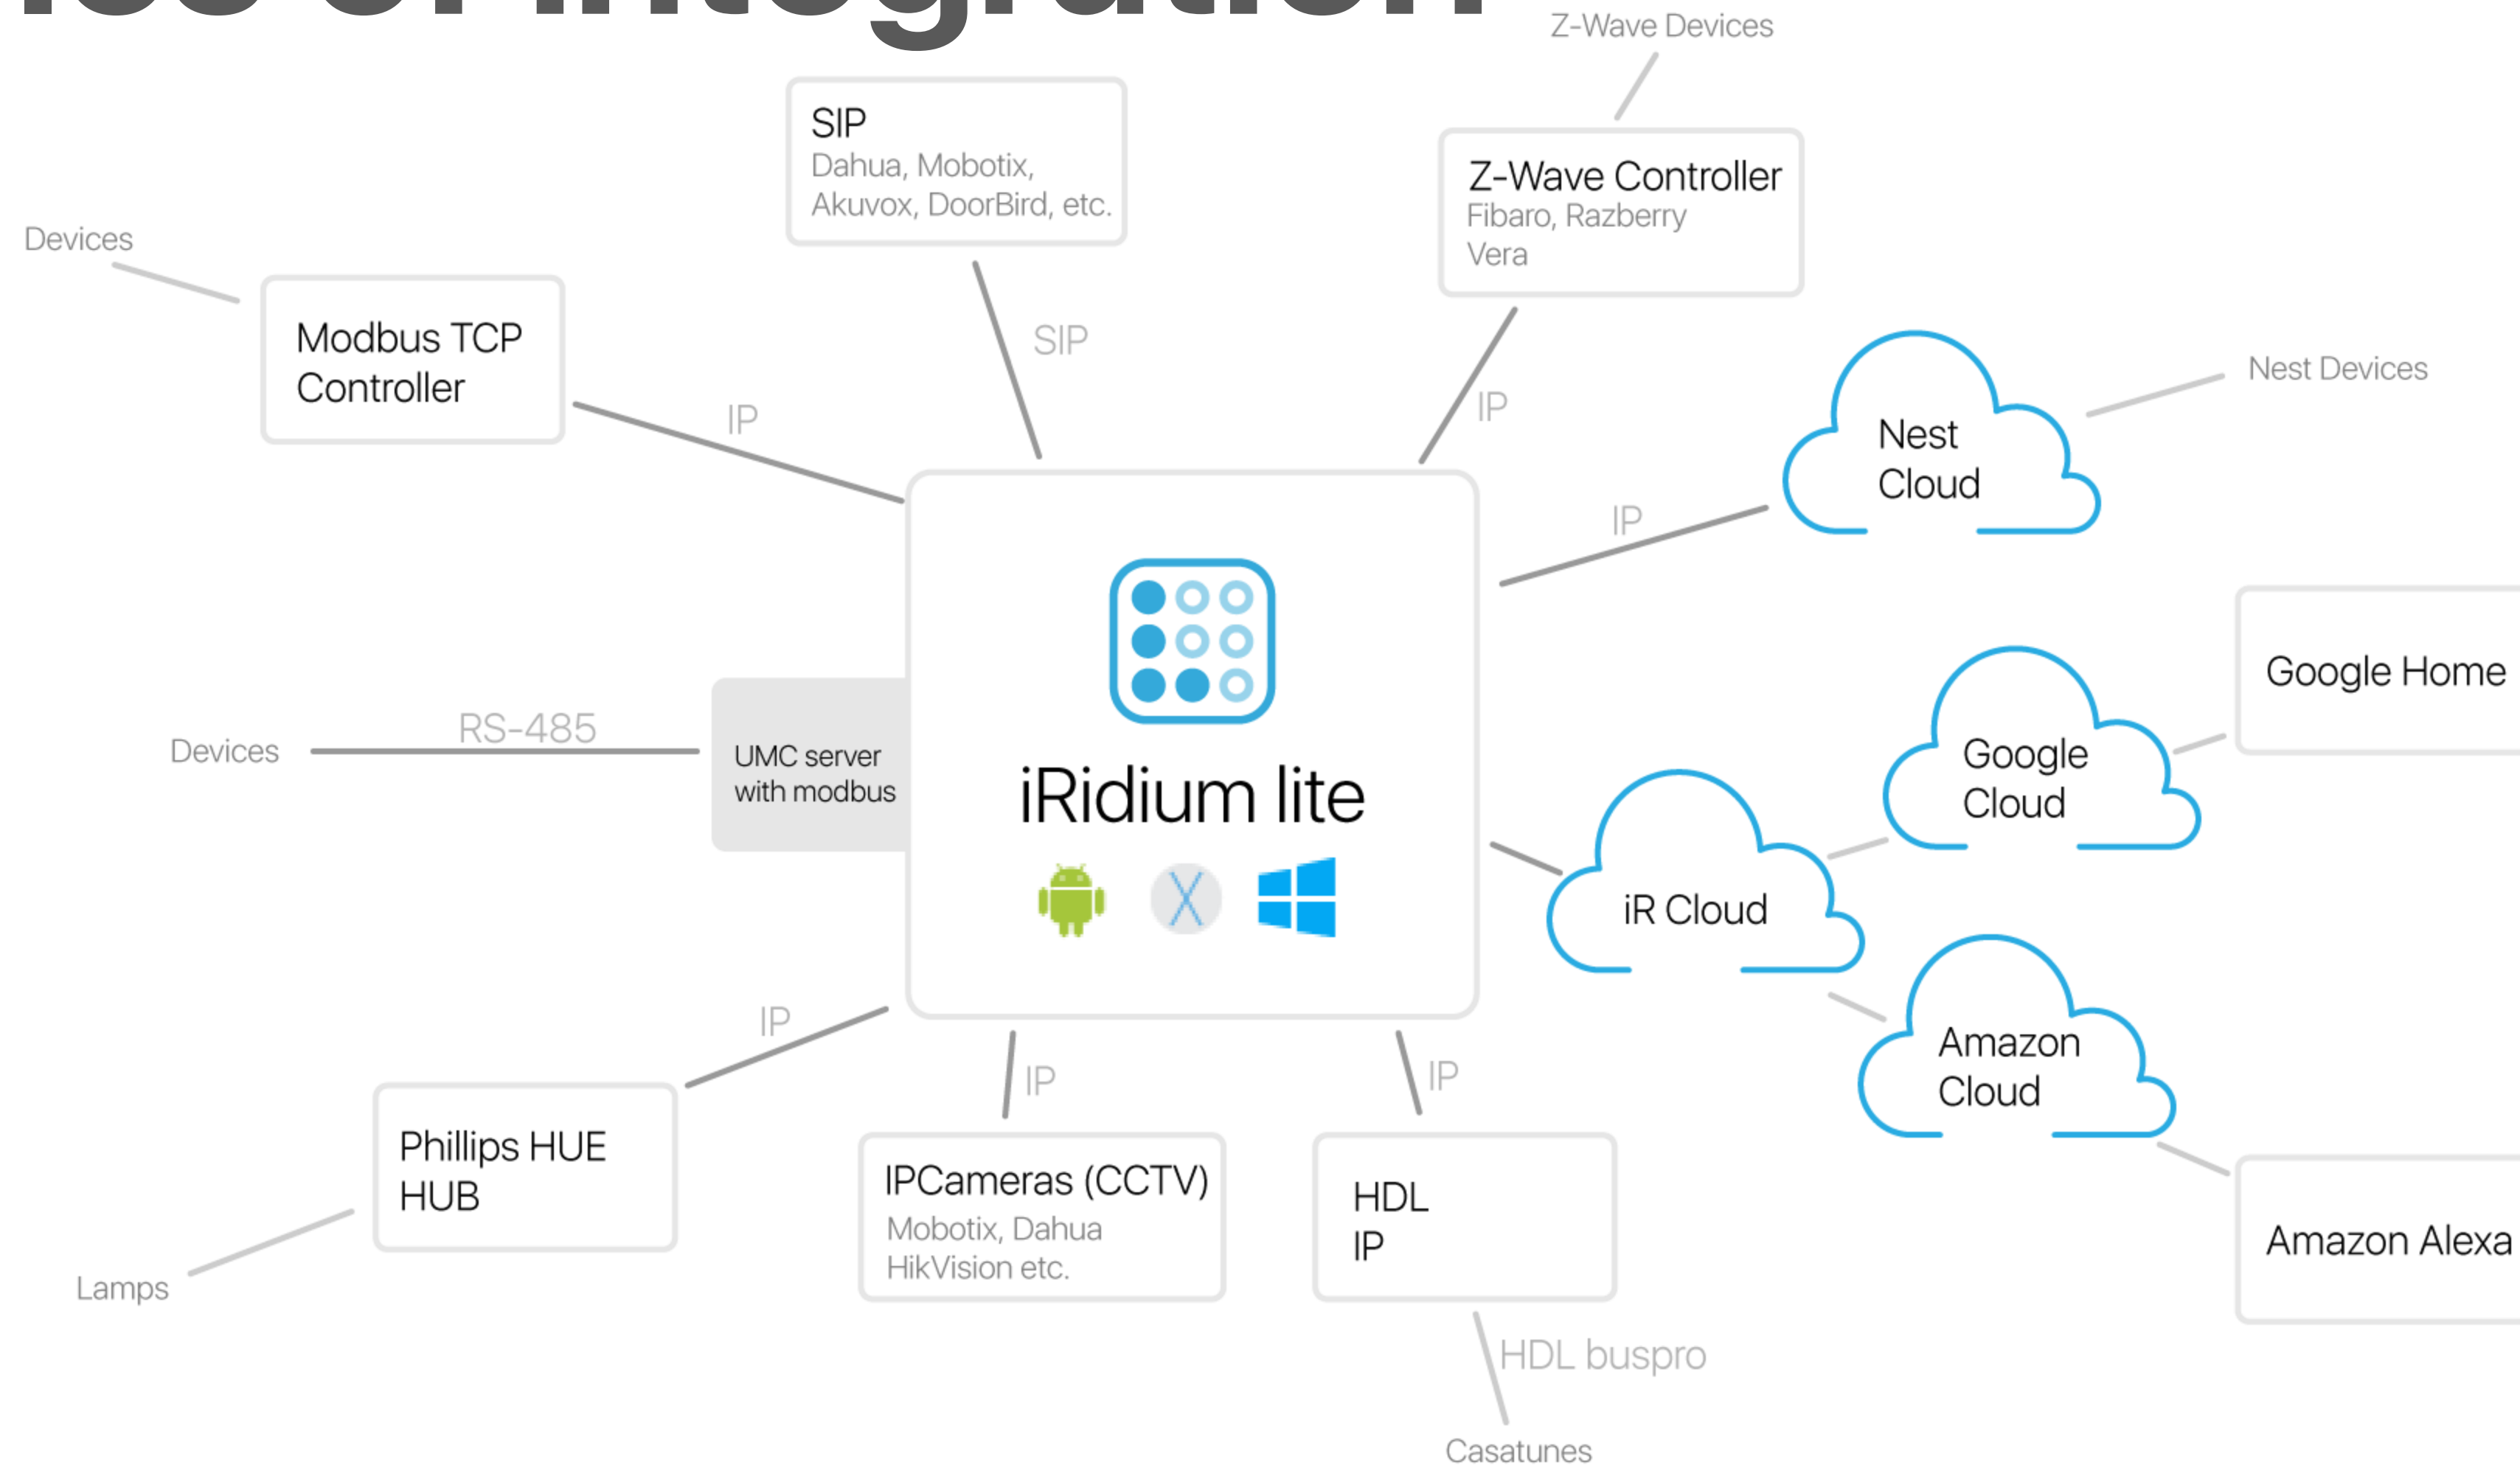 of integration
Z-Wave Devices
SIP
Dahua, Mobotix,
Akuvox, DoorBird, etc.
Z-Wave Controller
Fibaro, Razberry
Vera
Devices
Modbus TCP
Controller
SIP
IP
IP
Nest
Cloud
Nest Devices
IP
Google Home
Google
Cloud
RS-485
Devices
UMC server
with modbus
iRidium lite
iR Cloud
Amazon
Cloud
IP
IP
IP
Phillips HUE
HUB
IPCameras (CCTV)
Mobotix, Dahua
HikVision etc.
HDL
IP
Amazon Alexa
Lamps
HDL buspro
Casatunes